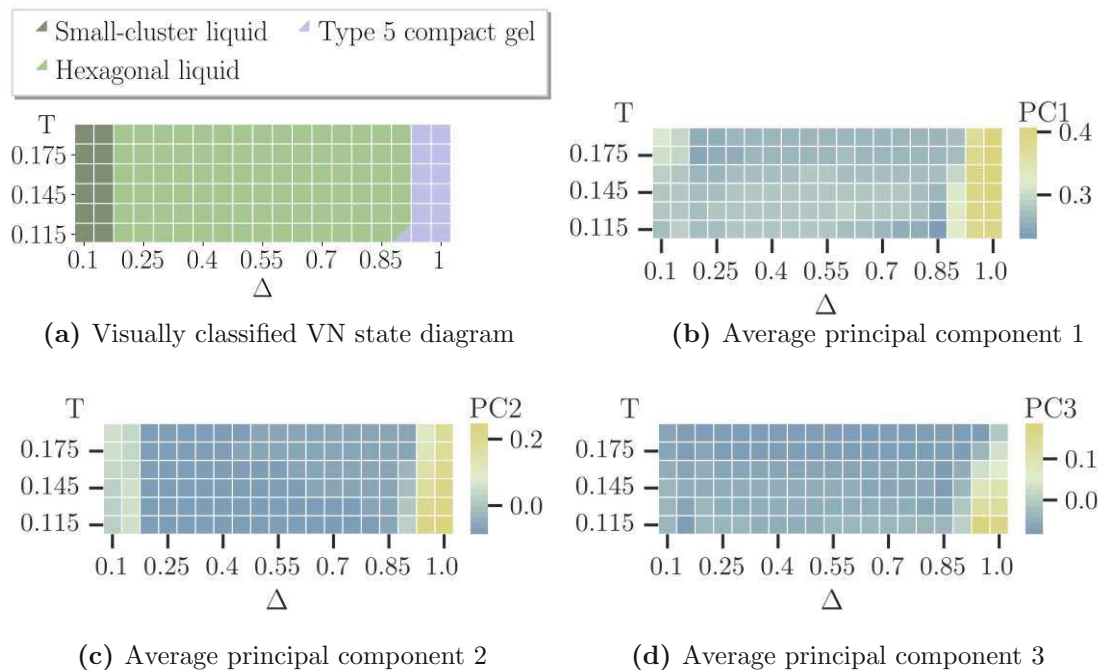 Small-cluster liquid Type 5 compact gel
Hexagonal liquid
T
0.175
0.145
0.115
0.1 0.25 0.4 0.55 0.7 0.85 1
Δ
(a) Visually classified VN state diagram
T PC1
0.175
0.145
0.115
0.4
0.3
0.1 0.25 0.4 0.55 0.7 0.85 1.0
Δ
(b) Average principal component 1
T PC2
0.175
0.145
0.115
0.2
0.0
0.1 0.25 0.4 0.55 0.7 0.85 1.0
Δ
(c) Average principal component 2
T PC3
0.175
0.145
0.115
0.1
0.0
0.1 0.25 0.4 0.55 0.7 0.85 1.0
Δ
(d) Average principal component 3